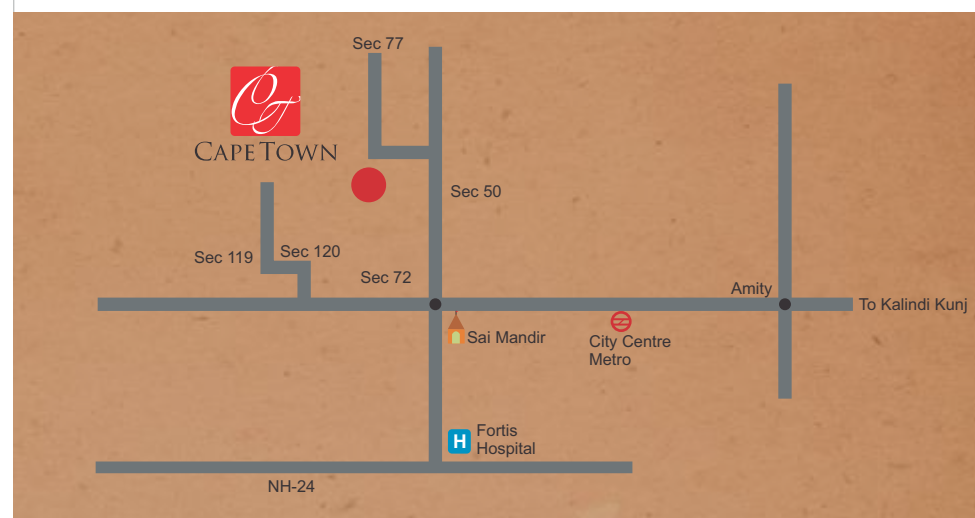 Sec 77
CT
CAPE TOWN
Sec 50
Sec 119
Sec 120
Sec 72
Amity
To Kalindi Kunj
Sai Mandir
City Centre
Metro
H
Fortis
Hospital
NH-24